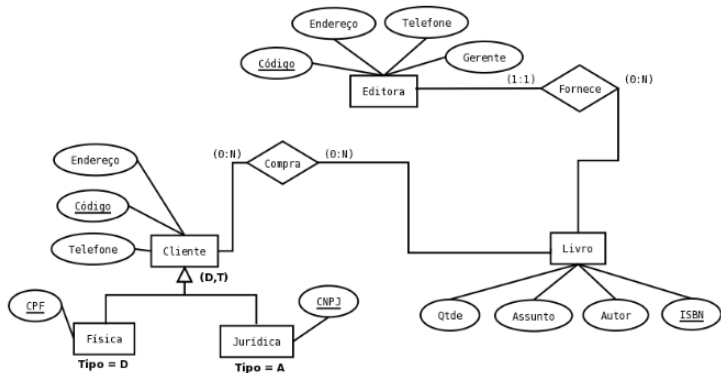 Endereço
Telefone
Código
Gerente
Editora
(1:1)
Fornece
(0:N)
Endereço
(0:N)
Compra
(0:N)
Código
Telefone
Cliente
Livro
(D,T)
CPF
CNPJ
Qtde
Assunto
Autor
ISBN
Física
Jurídica
Tipo = D
Tipo = A